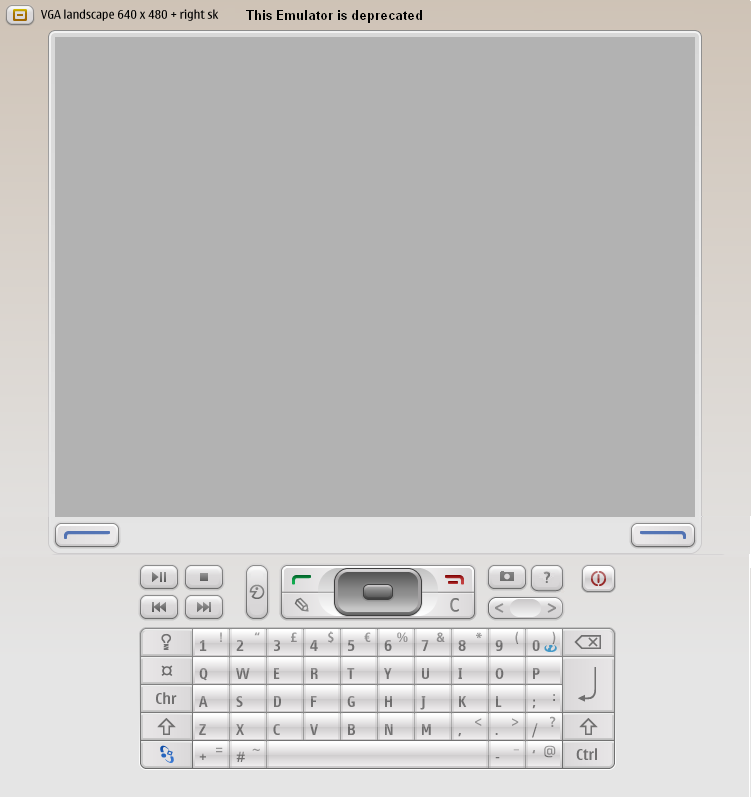 VGA landscape 640 x 480 + right sk This Emulator is deprecated
?
C
< >
1 ! 2 " 3 £ 4 $ 5 € 6 % 7 & 8 * 9 ( 0 )
Q W E R T Y U I O P
Chr A S D F G H J K L ; :
Z X C V B N M , < . > / ?
+ = # ~ - _ ' @ Ctrl